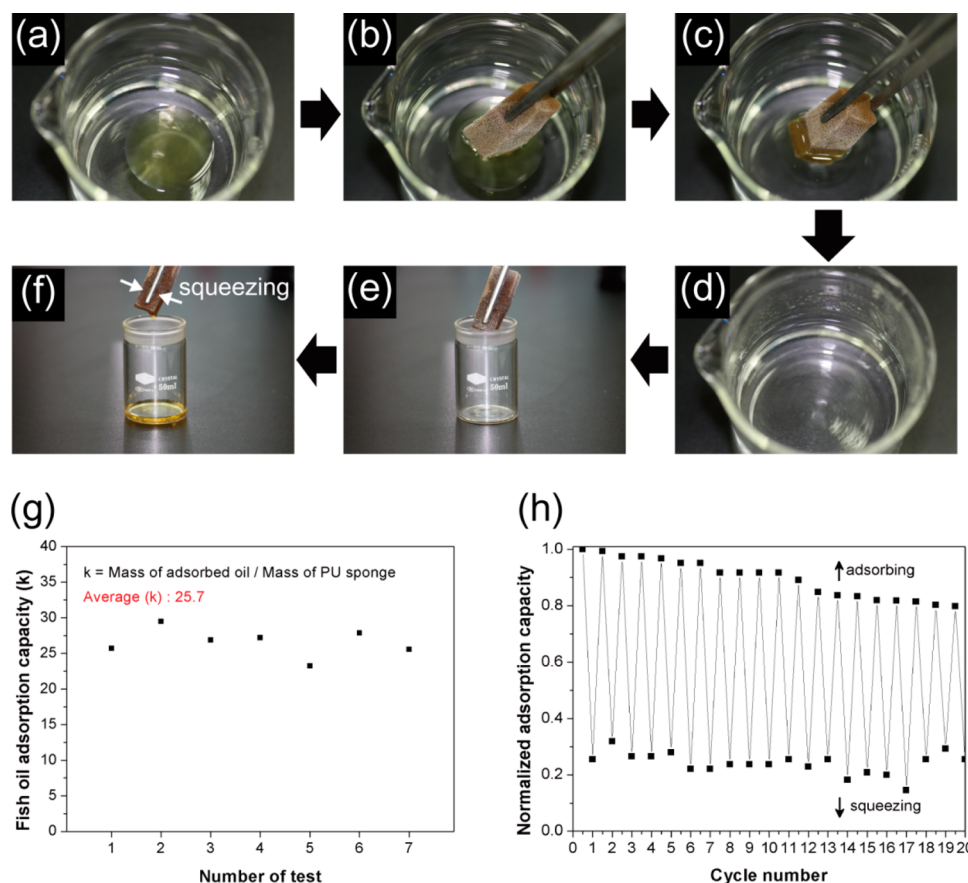 (a)
(b)
(c)
(f)
squeezing
(e)
(d)
CRYSTAL
50ml
CRYSTAL
50ml
(g)
(h)
Fish oil adsorption capacity (k)
40
35
30
25
20
15
10
5
0
k = Mass of adsorbed oil / Mass of PU sponge
Average (k) : 25.7
1 2 3 4 5 6 7
Number of test
Normalized adsorption capacity
1.0
0.8
0.6
0.4
0.2
0.0
adsorbing
squeezing
0 1 2 3 4 5 6 7 8 9 10 11 12 13 14 15 16 17 18 19 20
Cycle number